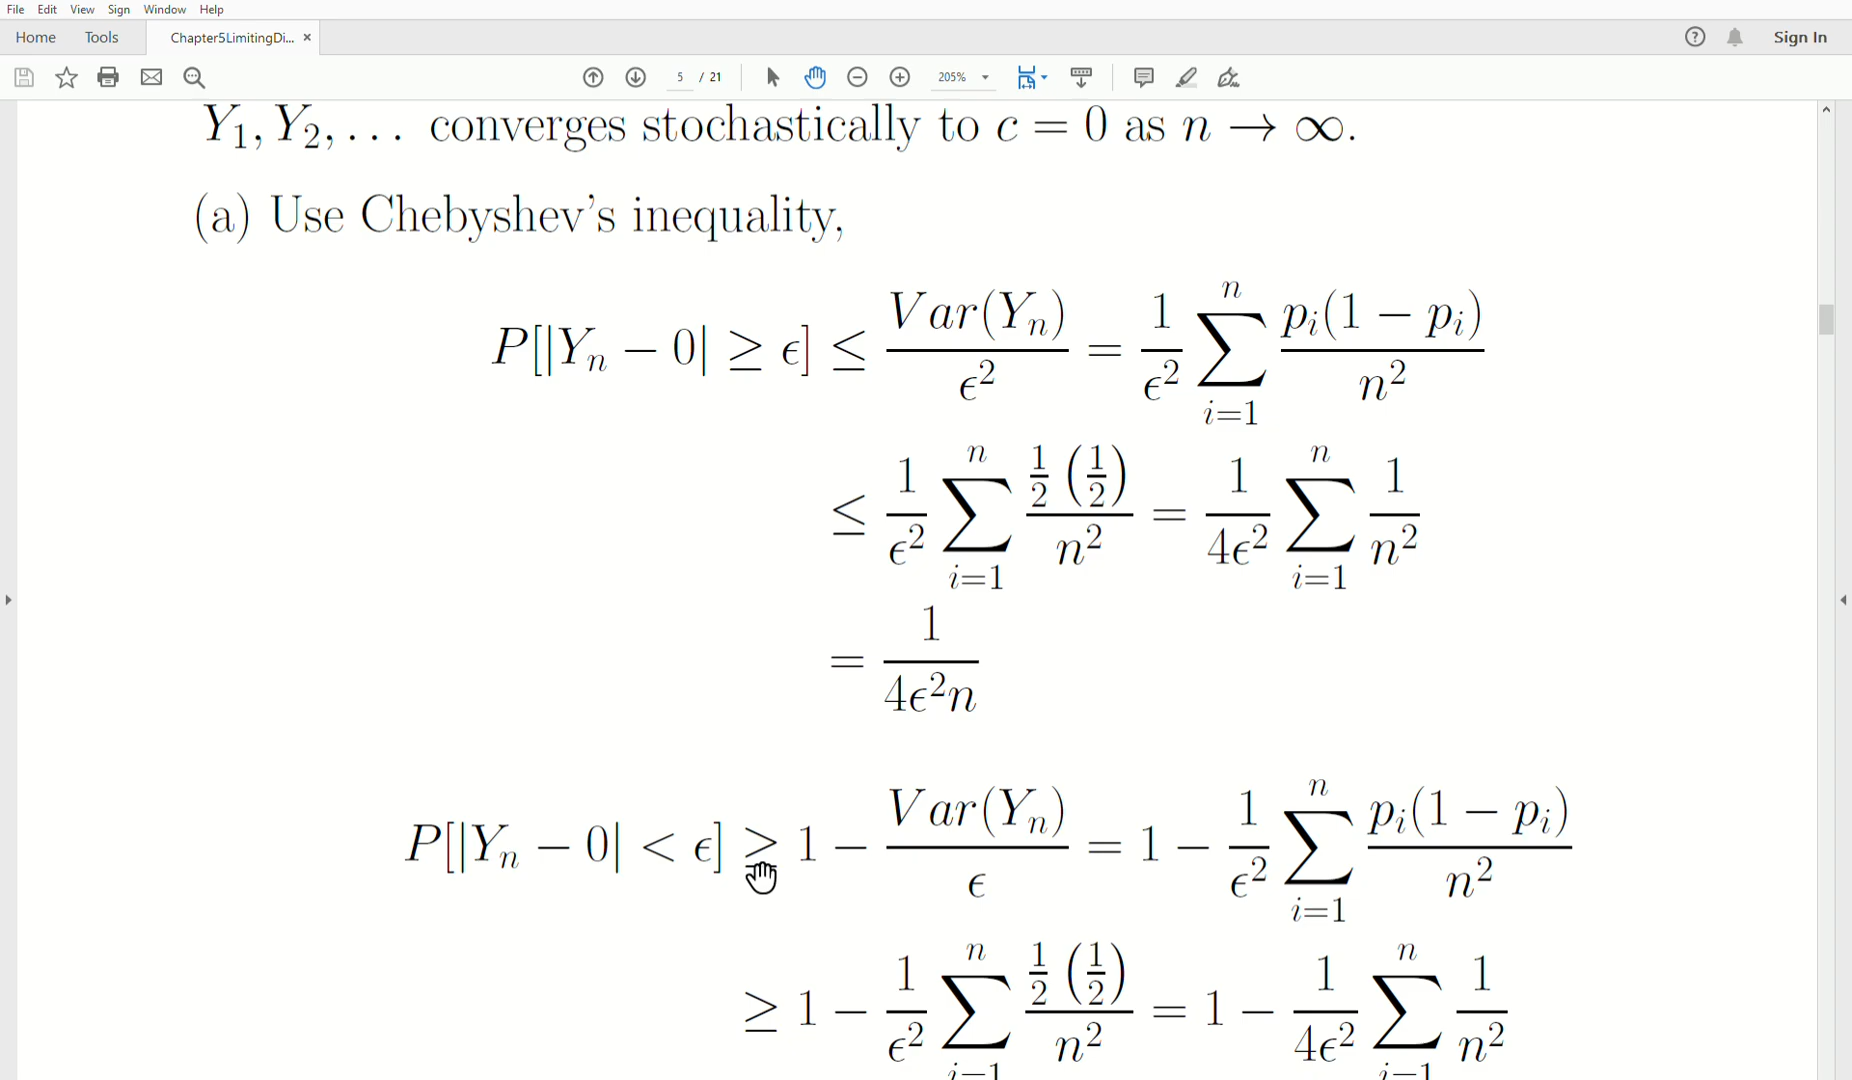 File Edit View Sign Window Help
Home Tools Chapter5LimitingDi... × Sign In
5 / 21 205%
Y₁, Y₂, . . . converges stochastically to c = 0 as n → ∞.
(a) Use Chebyshev's inequality,
P[|Yₙ − 0| ≥ ϵ] ≤ Var(Yₙ)/ϵ² = 1/ϵ² ∑ᵢ₌₁ⁿ pᵢ(1 − pᵢ)/n²
≤ 1/ϵ² ∑ᵢ₌₁ⁿ ½(½)/n² = 1/4ϵ² ∑ᵢ₌₁ⁿ 1/n²
= 1/4ϵ²n
P[|Yₙ − 0| < ϵ] ≥ 1 − Var(Yₙ)/ϵ = 1 − 1/ϵ² ∑ᵢ₌₁ⁿ pᵢ(1 − pᵢ)/n²
≥ 1 − 1/ϵ² ∑ᵢ₌₁ⁿ ½(½)/n² = 1 − 1/4ϵ² ∑ᵢ₌₁ⁿ 1/n²